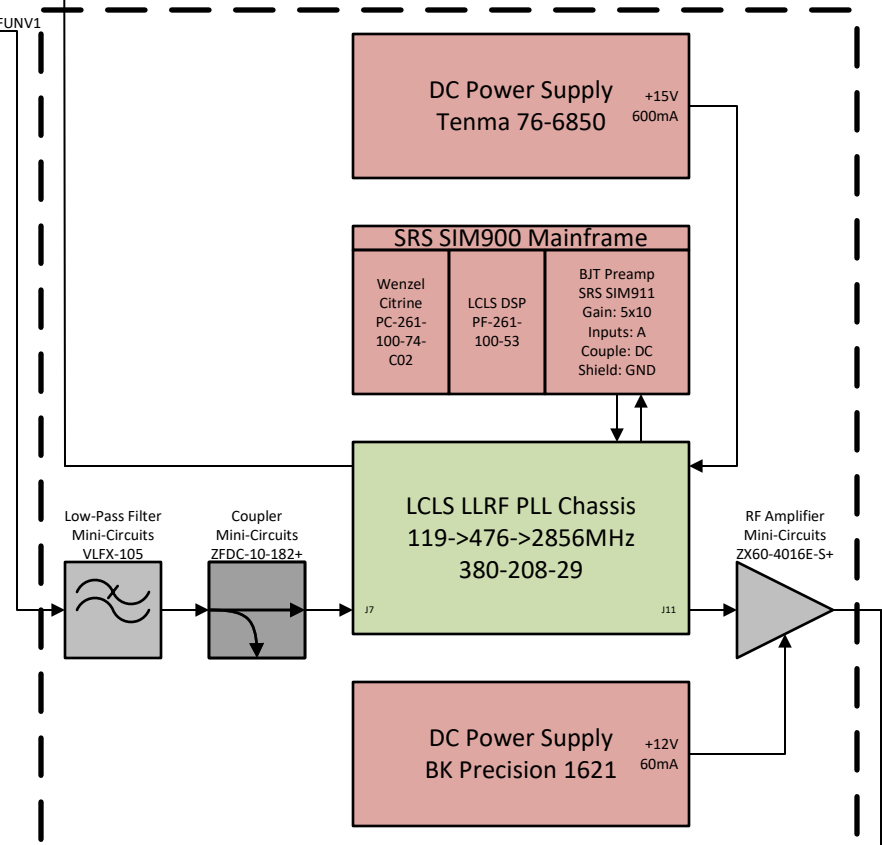 FUNV1
DC Power Supply
Tenma 76-6850
+15V
600mA
SRS SIM900 Mainframe
Wenzel
Citrine
PC-261-
100-74-
C02
LCLS DSP
PF-261-
100-53
BJT Preamp
SRS SIM911
Gain: 5x10
Inputs: A
Couple: DC
Shield: GND
LCLS LLRF PLL Chassis
119->476->2856MHz
380-208-29
J7
J11
Low-Pass Filter
Mini-Circuits
VLFX-105
Coupler
Mini-Circuits
ZFDC-10-182+
RF Amplifier
Mini-Circuits
ZX60-4016E-S+
DC Power Supply
BK Precision 1621
+12V
60mA